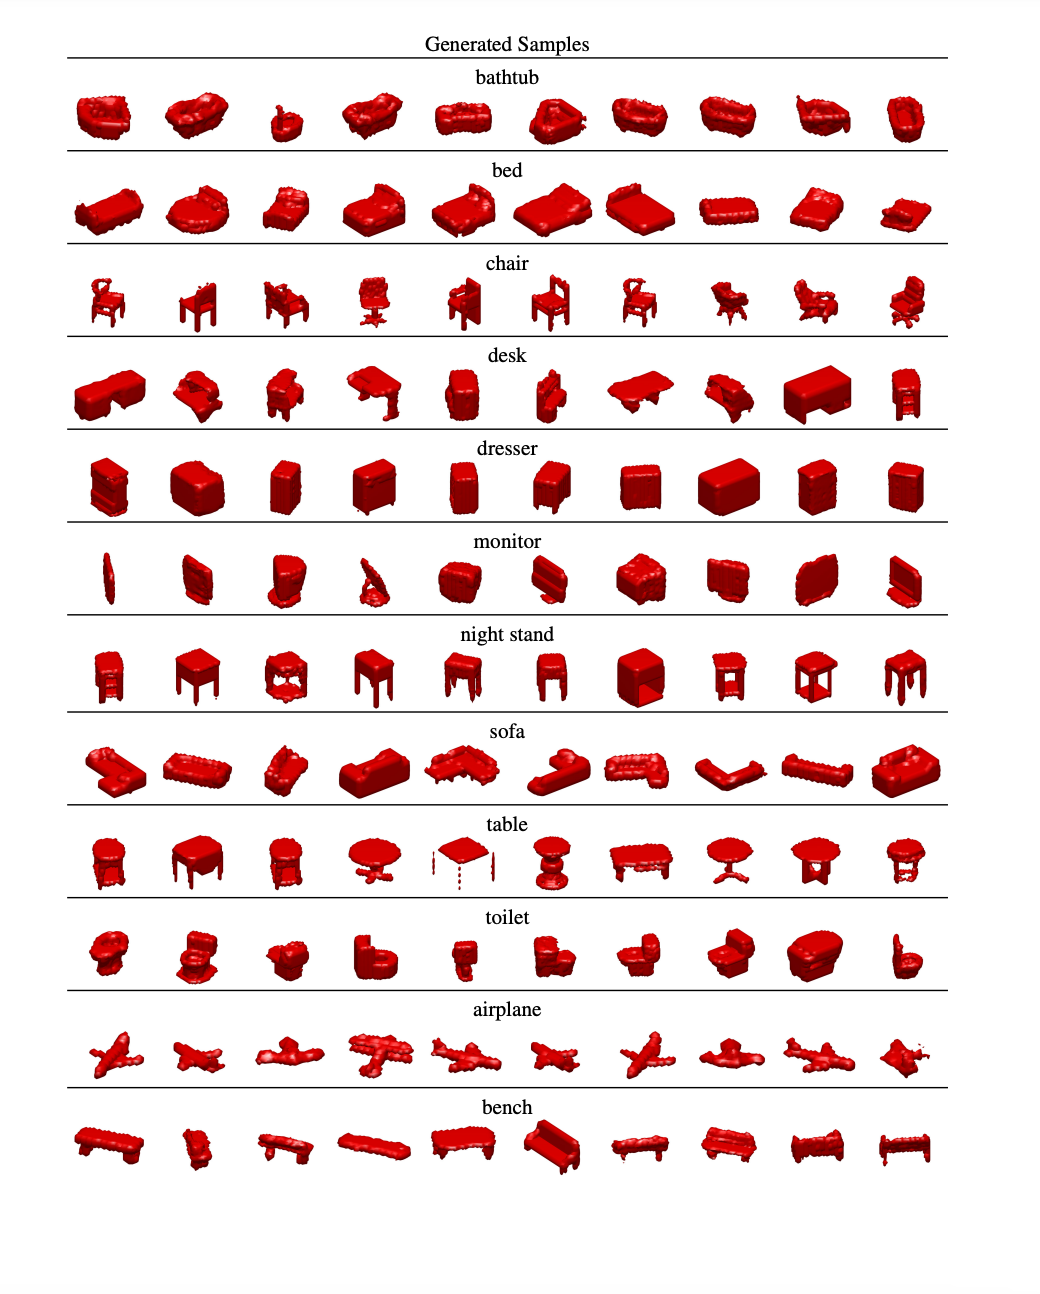 Generated Samples
bathtub
bed
chair
desk
dresser
monitor
night stand
sofa
table
toilet
airplane
bench